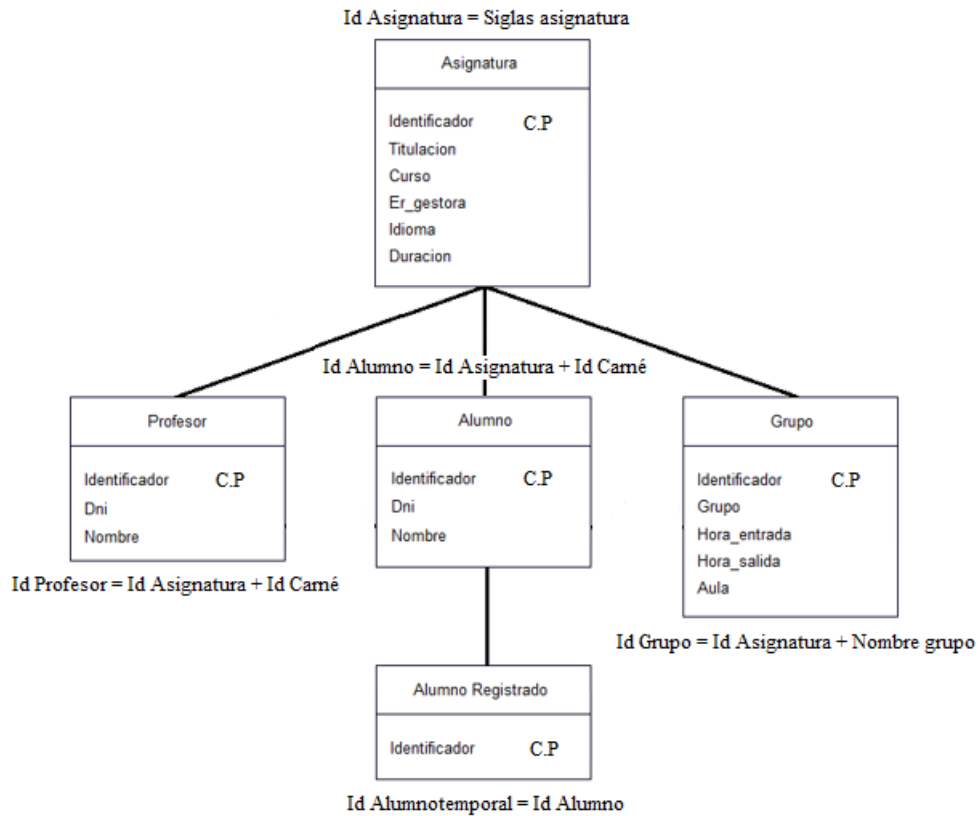 Id Asignatura = Siglas asignatura
Asignatura
Identificador C.P
Titulacion
Curso
Er_gestora
Idioma
Duracion
Id Alumno = Id Asignatura + Id Carné
Profesor
Identificador C.P
Dni
Nombre
Id Profesor = Id Asignatura + Id Carné
Alumno
Identificador C.P
Dni
Nombre
Grupo
Identificador C.P
Grupo
Hora_entrada
Hora_salida
Aula
Id Grupo = Id Asignatura + Nombre grupo
Alumno Registrado
Identificador C.P
Id Alumnotemporal = Id Alumno